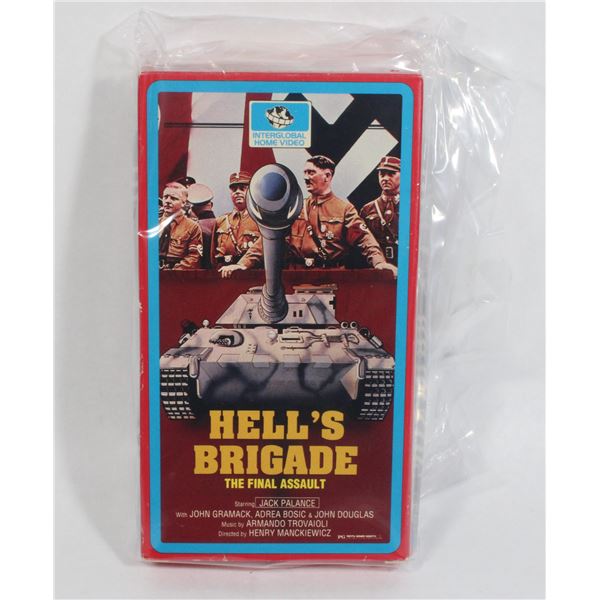 INTERGLOBAL
HOME VIDEO
HELL'S
BRIGADE
THE FINAL ASSAULT
Starring JACK PALANCE
With JOHN GRAMACK, ADREA BOSIC & JOHN DOUGLAS
Music by ARMANDO TROVAIOLI
Directed by HENRY MANCKIEWICZ
PG